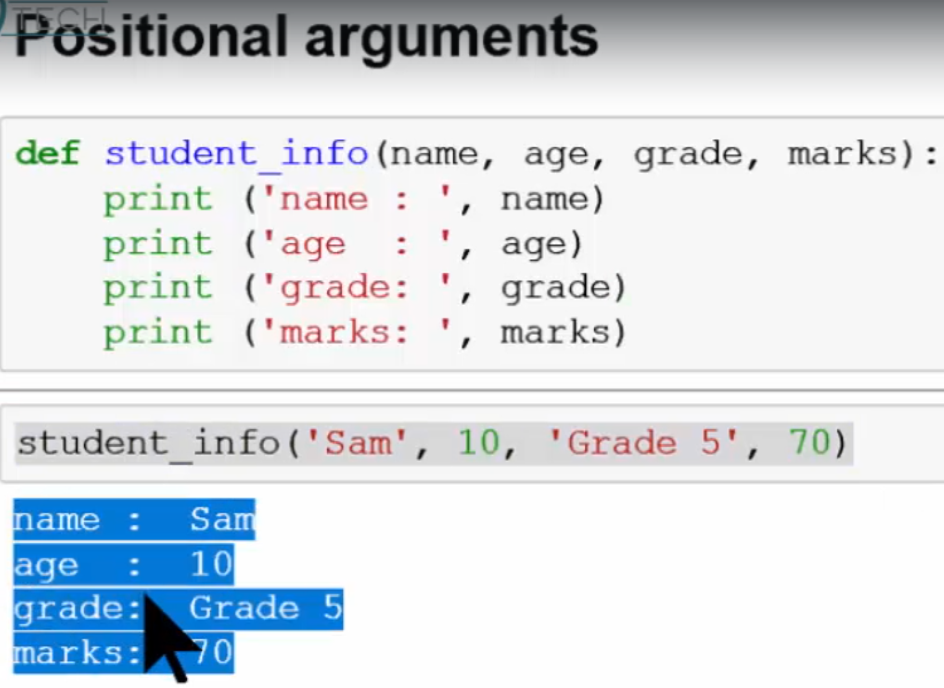 TECH
Positional arguments
def student_info(name, age, grade, marks):
    print ('name : ', name)
    print ('age  : ', age)
    print ('grade: ', grade)
    print ('marks: ', marks)
student_info('Sam', 10, 'Grade 5', 70)
name :  Sam
age  :  10
grade:  Grade 5
marks:  70